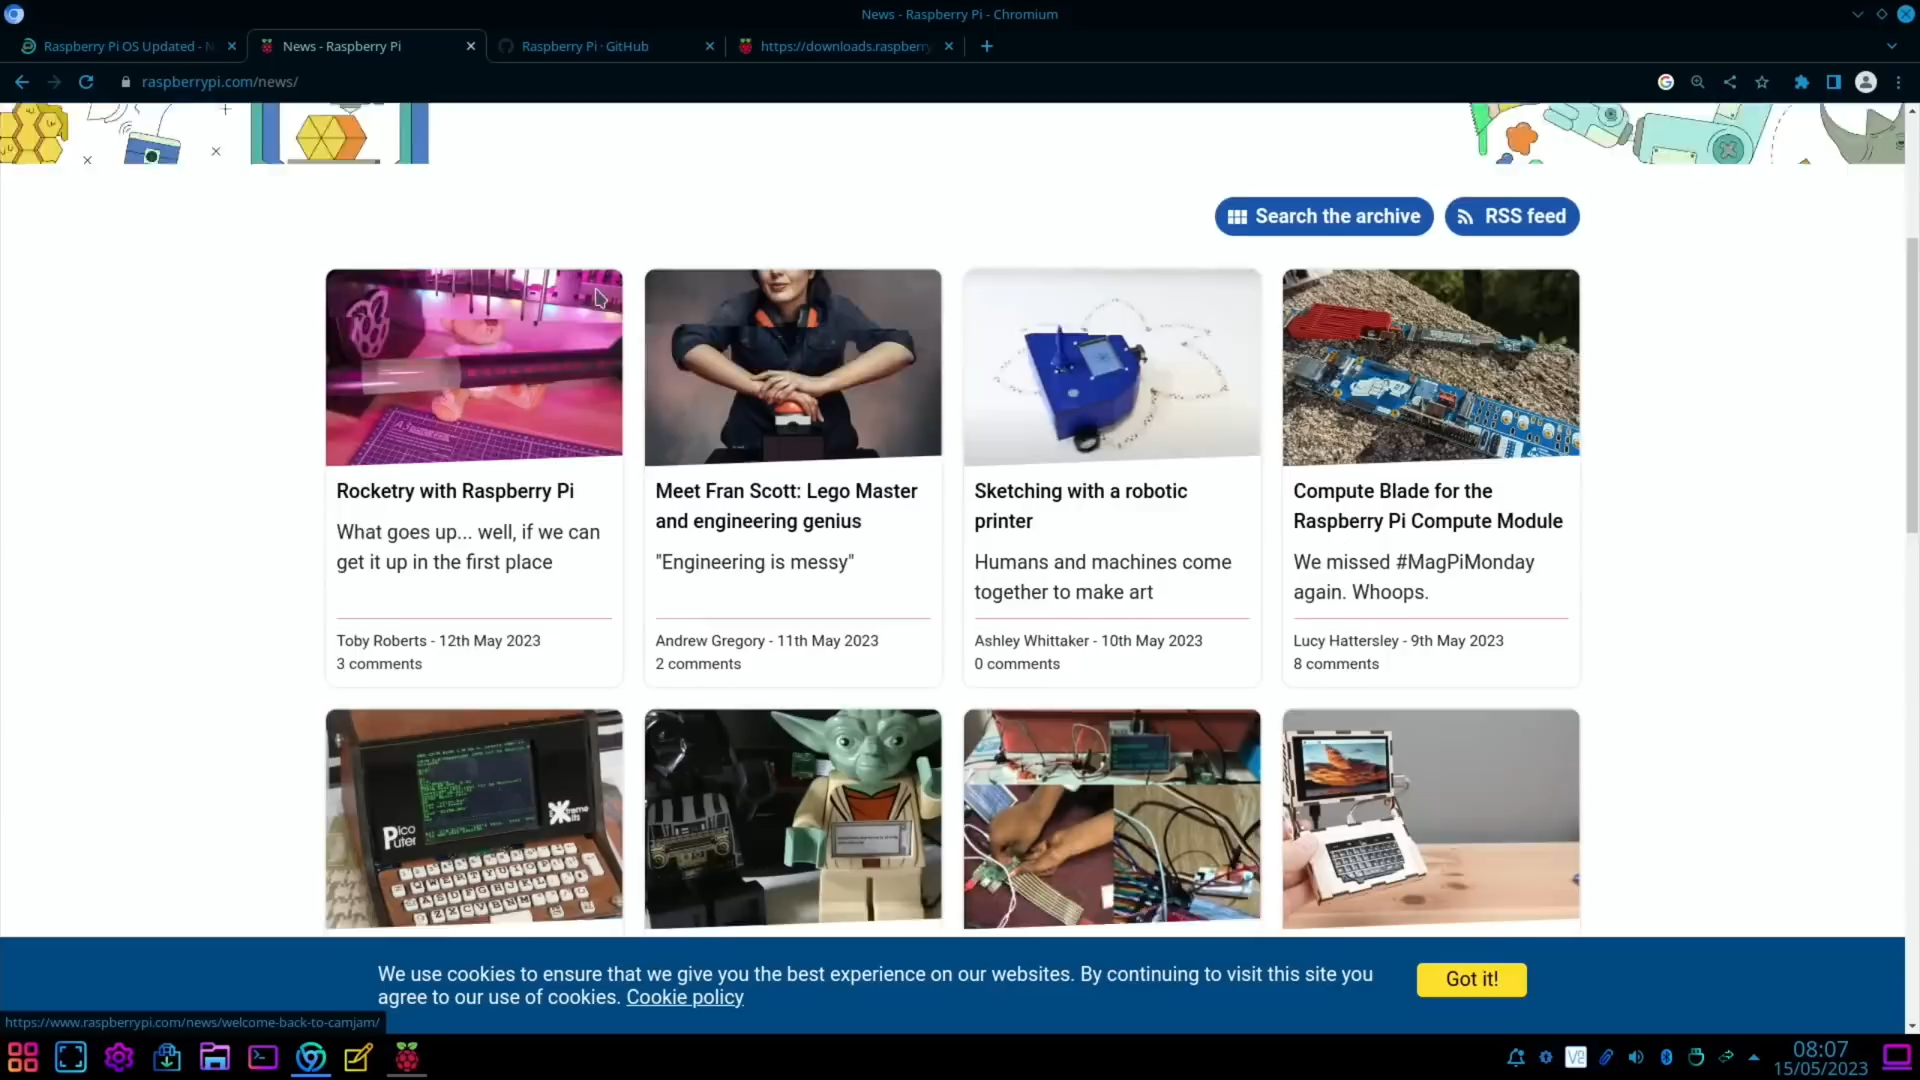 News - Raspberry Pi - Chromium
Raspberry Pi OS Updated - N
News - Raspberry Pi
Raspberry Pi · GitHub
https://downloads.raspberry
raspberrypi.com/news/
Search the archive
RSS feed
Rocketry with Raspberry Pi
What goes up... well, if we can
get it up in the first place
Toby Roberts - 12th May 2023
3 comments
Meet Fran Scott: Lego Master
and engineering genius
"Engineering is messy"
Andrew Gregory - 11th May 2023
2 comments
Sketching with a robotic
printer
Humans and machines come
together to make art
Ashley Whittaker - 10th May 2023
0 comments
Compute Blade for the
Raspberry Pi Compute Module
We missed #MagPiMonday
again. Whoops.
Lucy Hattersley - 9th May 2023
8 comments
Pico
Puter
We use cookies to ensure that we give you the best experience on our websites. By continuing to visit this site you
agree to our use of cookies. Cookie policy
Got it!
https://www.raspberrypi.com/news/welcome-back-to-camjam/
08:07
15/05/2023